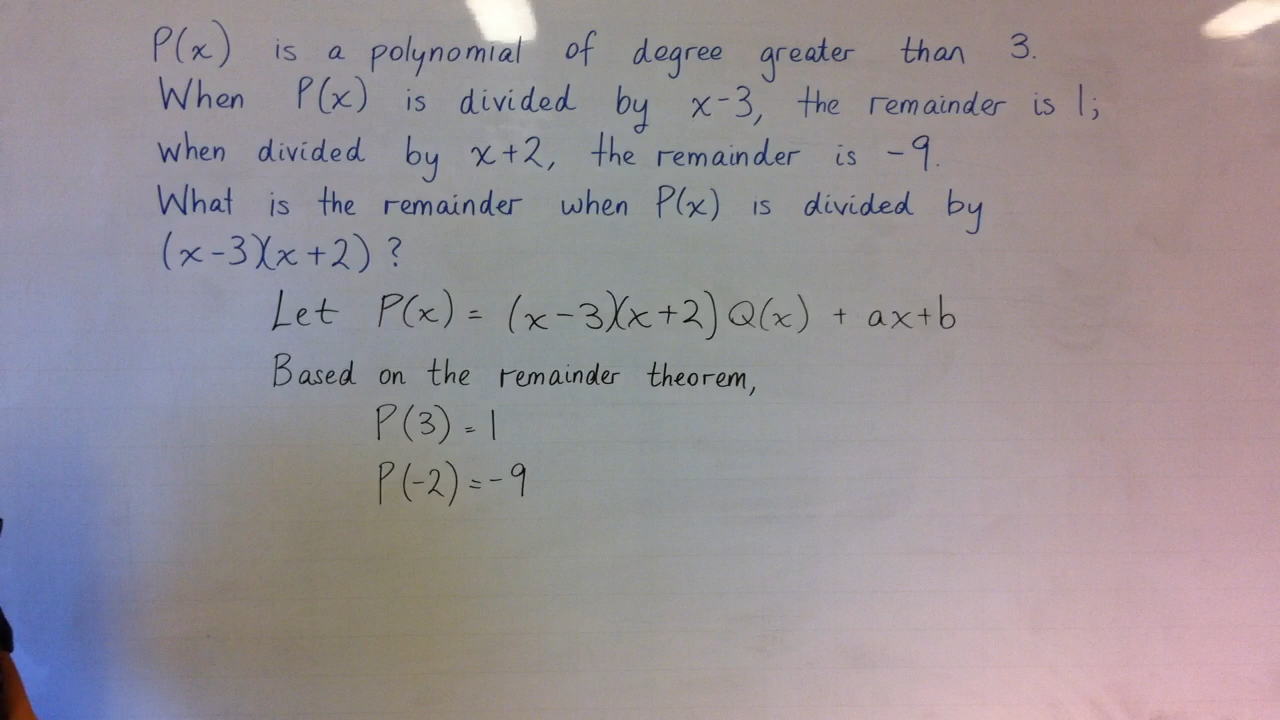 P(x) is a polynomial of degree greater than 3.
When P(x) is divided by x-3, the remainder is 1;
when divided by x+2, the remainder is -9.
What is the remainder when P(x) is divided by
(x-3)(x+2)?
Let P(x) = (x-3)(x+2)Q(x) + ax+b
Based on the remainder theorem,
P(3) = 1
P(-2) = -9